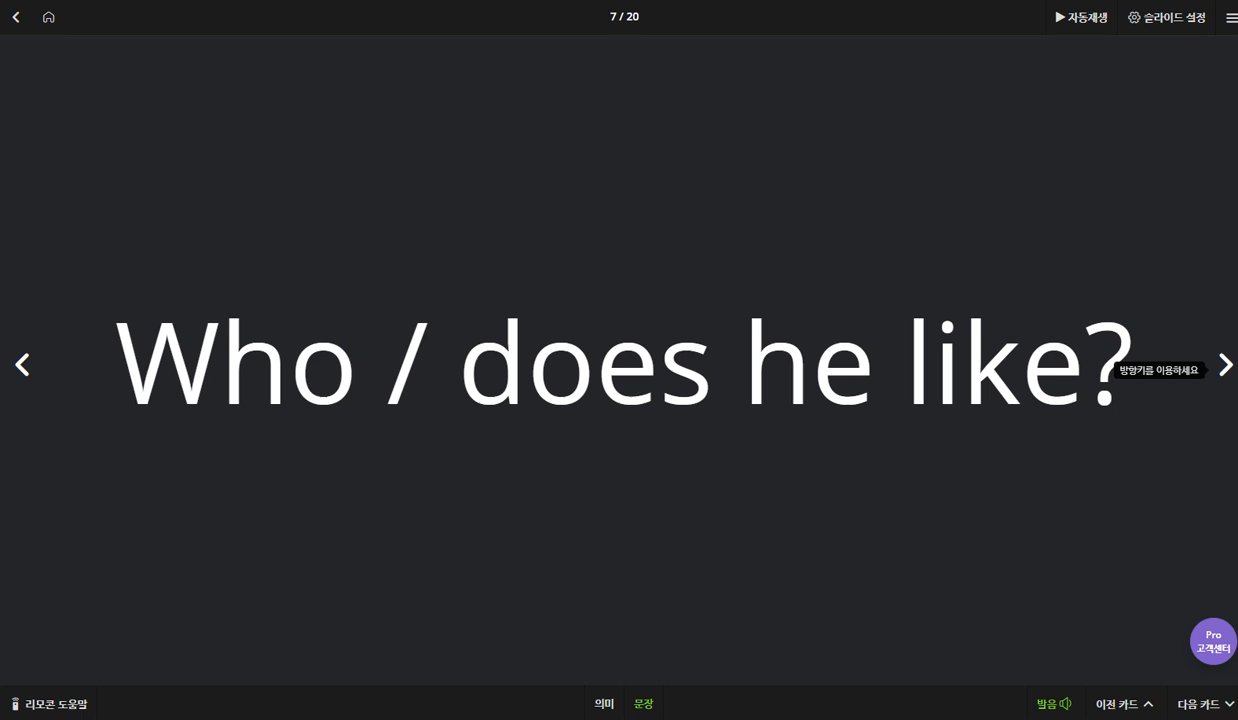 7 / 20
▶ 자동재생
슬라이드 설정
Who / does he like?
방향키를 이용하세요
Pro
고객센터
리모콘 도움말
의미
문장
발음
이전 카드
다음 카드